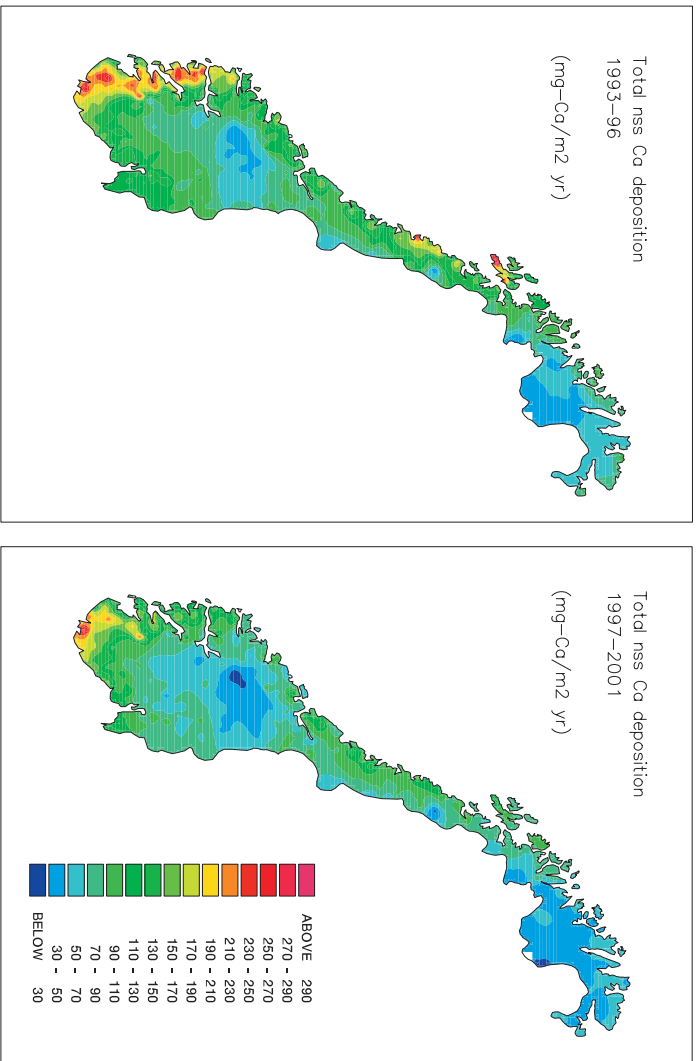 Total nss Ca deposition
1993-96
(mg-Ca/m2 yr)
Total nss Ca deposition
1997-2001
(mg-Ca/m2 yr)
ABOVE 290
270 - 290
250 - 270
230 - 250
210 - 230
190 - 210
170 - 190
150 - 170
130 - 150
110 - 130
90 - 110
70 - 90
50 - 70
30 - 50
BELOW 30